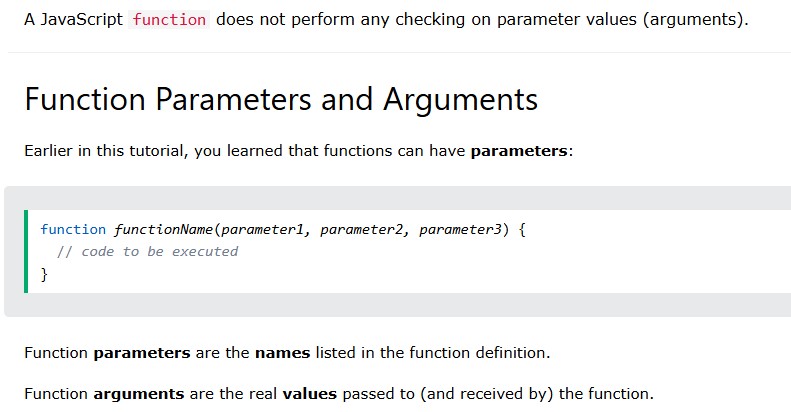 A JavaScript function does not perform any checking on parameter values (arguments).
Function Parameters and Arguments
Earlier in this tutorial, you learned that functions can have parameters:
function functionName(parameter1, parameter2, parameter3) {
  // code to be executed
}
Function parameters are the names listed in the function definition.
Function arguments are the real values passed to (and received by) the function.